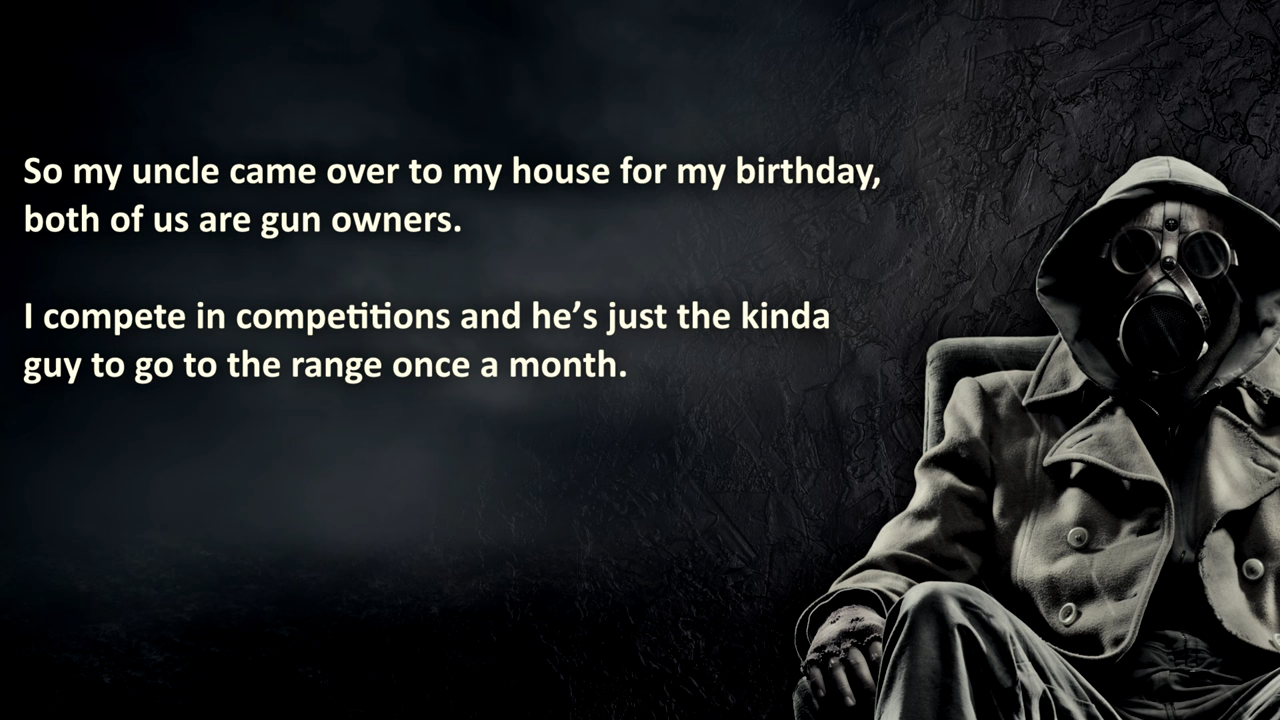 So my uncle came over to my house for my birthday,
both of us are gun owners.
I compete in competitions and he’s just the kinda
guy to go to the range once a month.